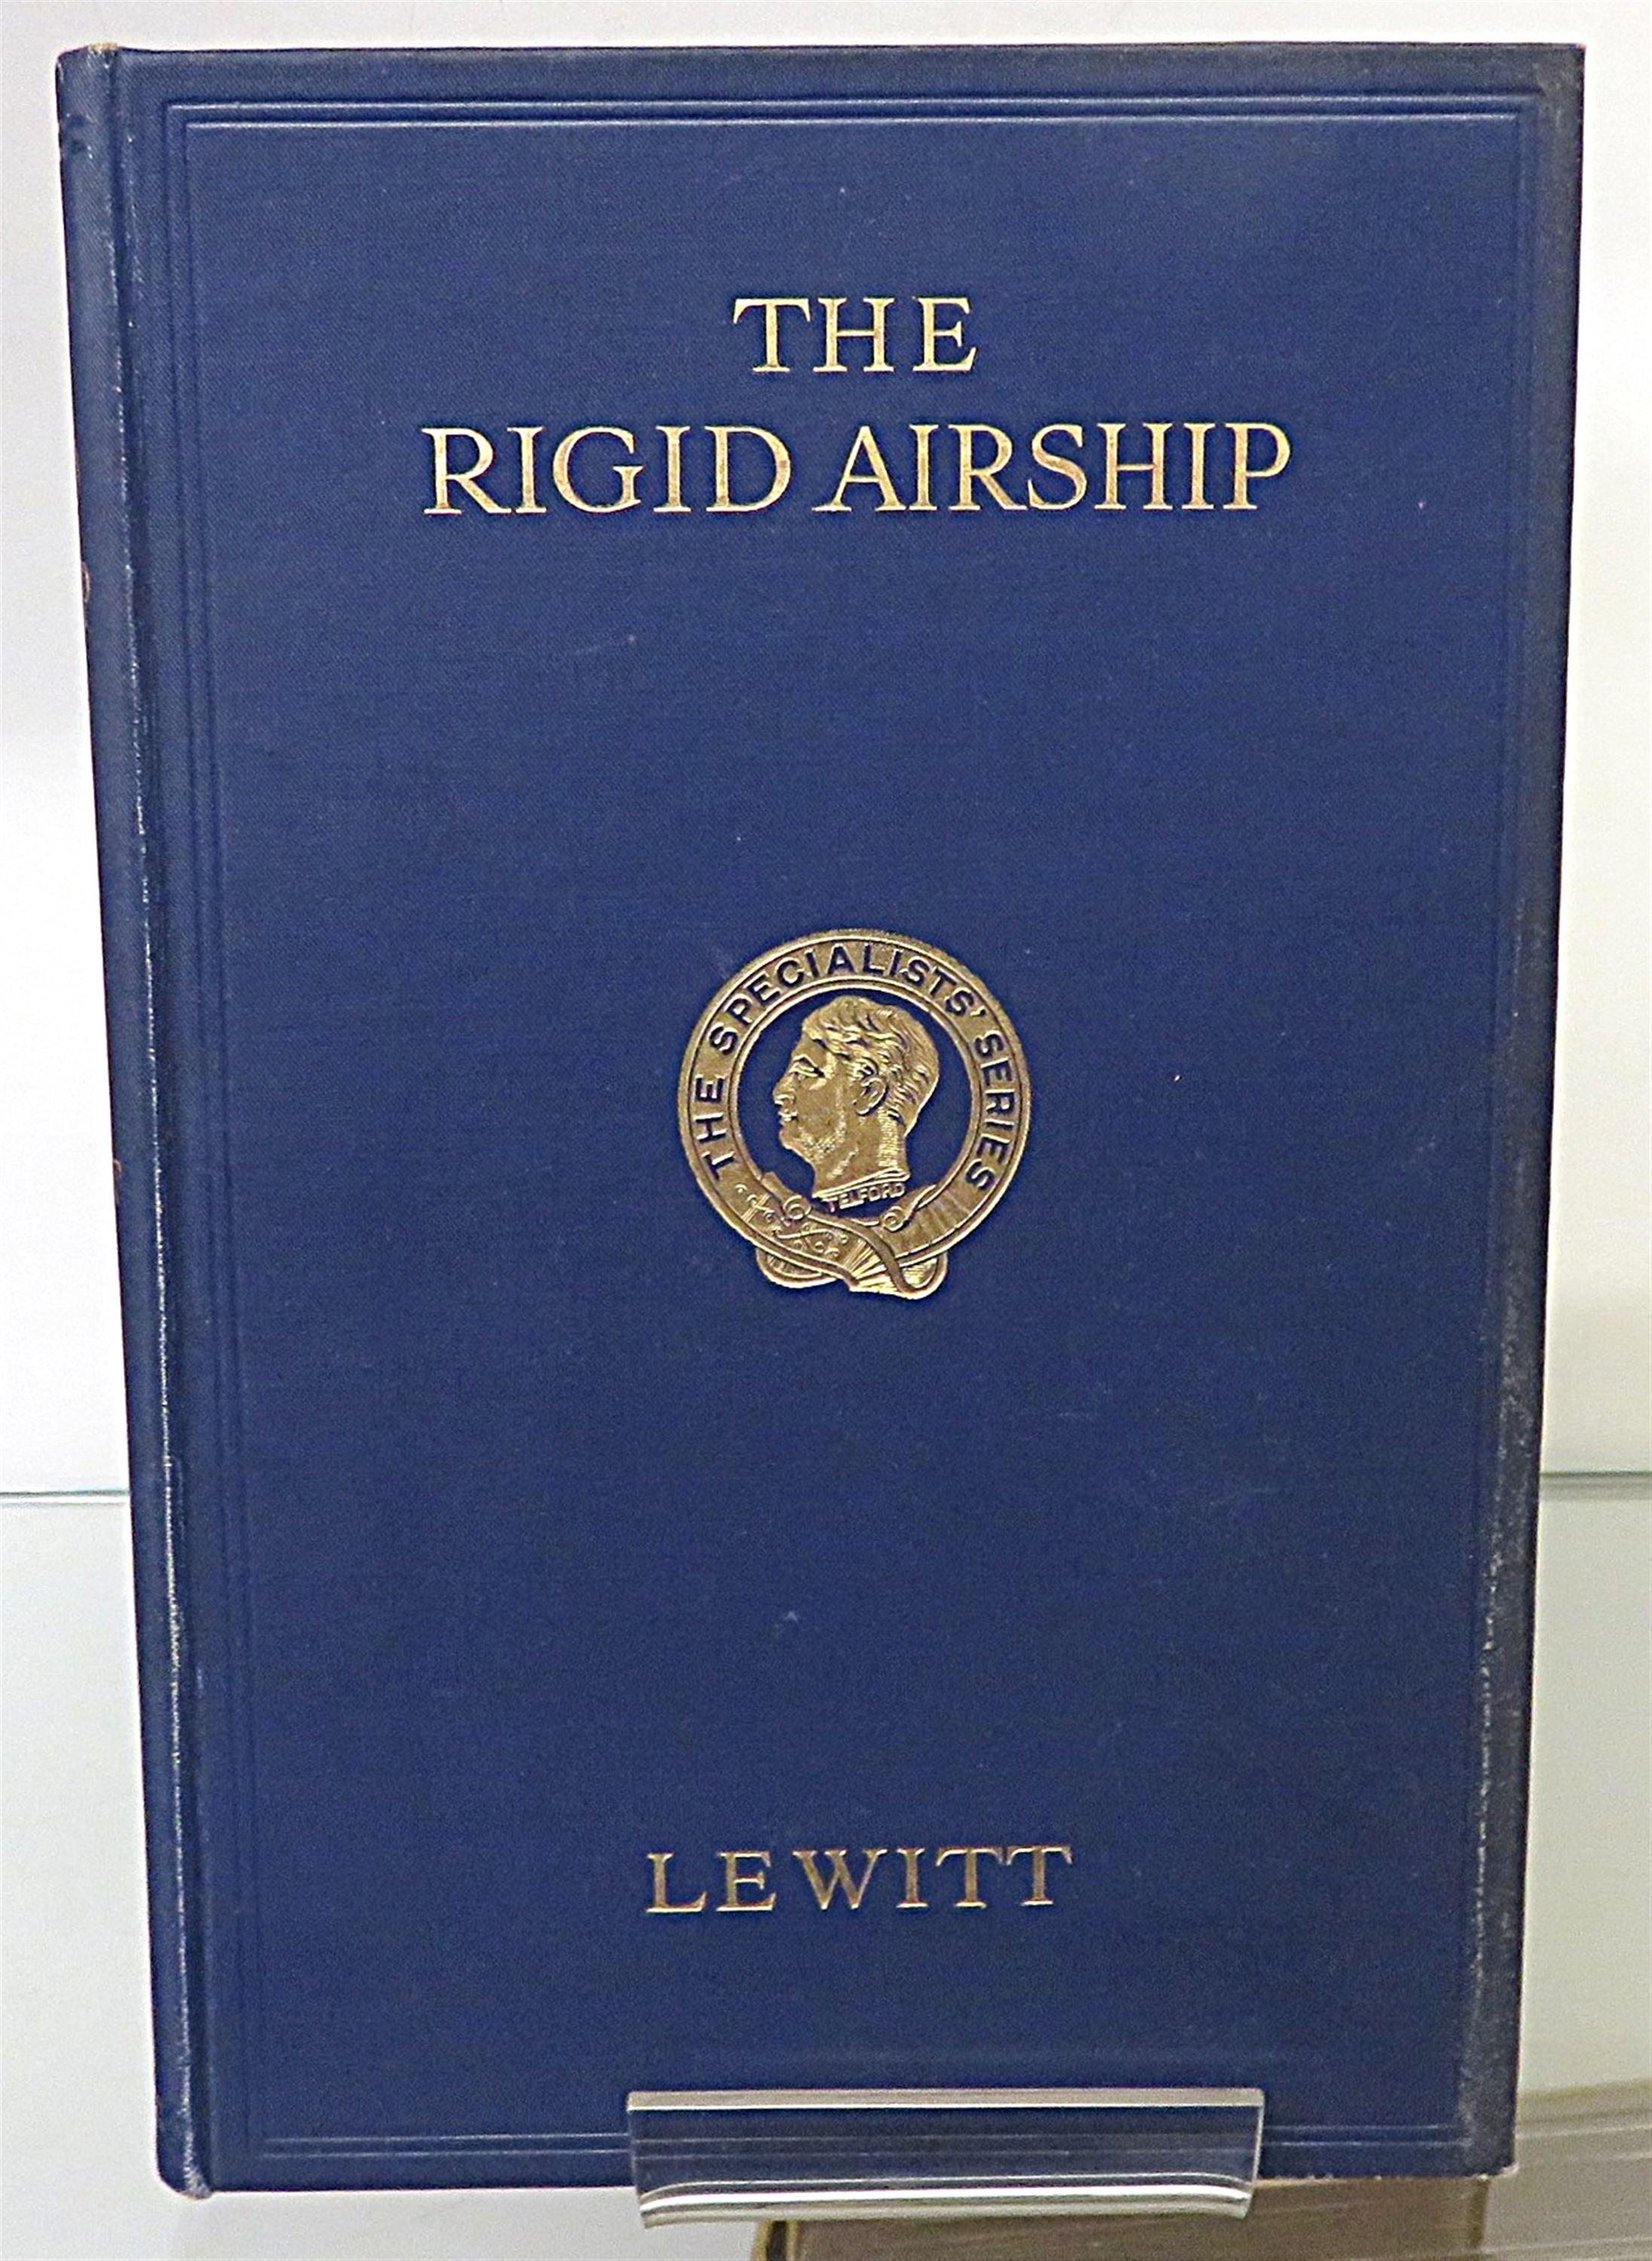 THE
RIGID AIRSHIP
THE SPECIALISTS' SERIES
TELFORD
LEWITT